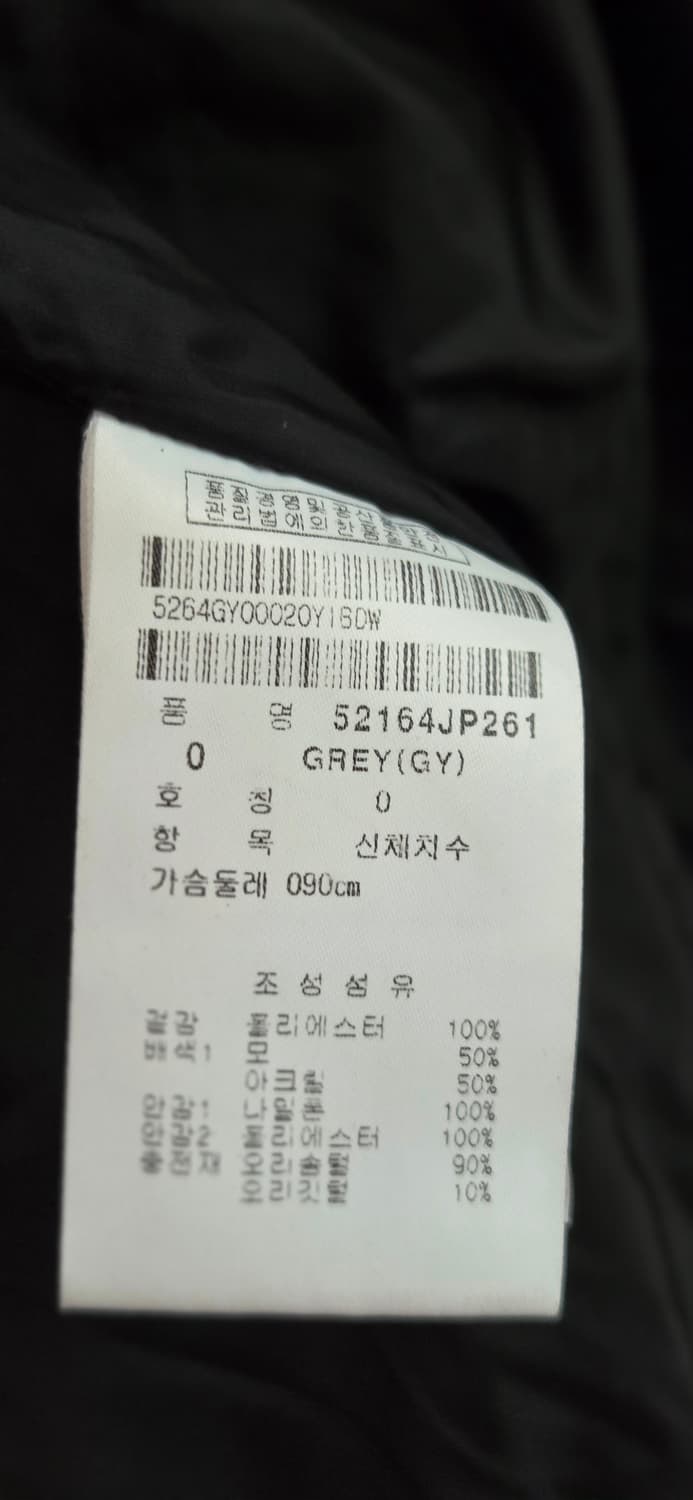 5264GY00020Y16DW
품 명 52164JP261
0 GREY(GY)
호 칭 0
항 목 신체치수
가슴둘레 090cm
조 성 섬 유
겉감 폴리에스터 100%
배색1 모 50%
아크릴 50%
안감1 나일론 100%
안감2 폴리에스터 100%
충전재 오리솜털 90%
오리깃털 10%